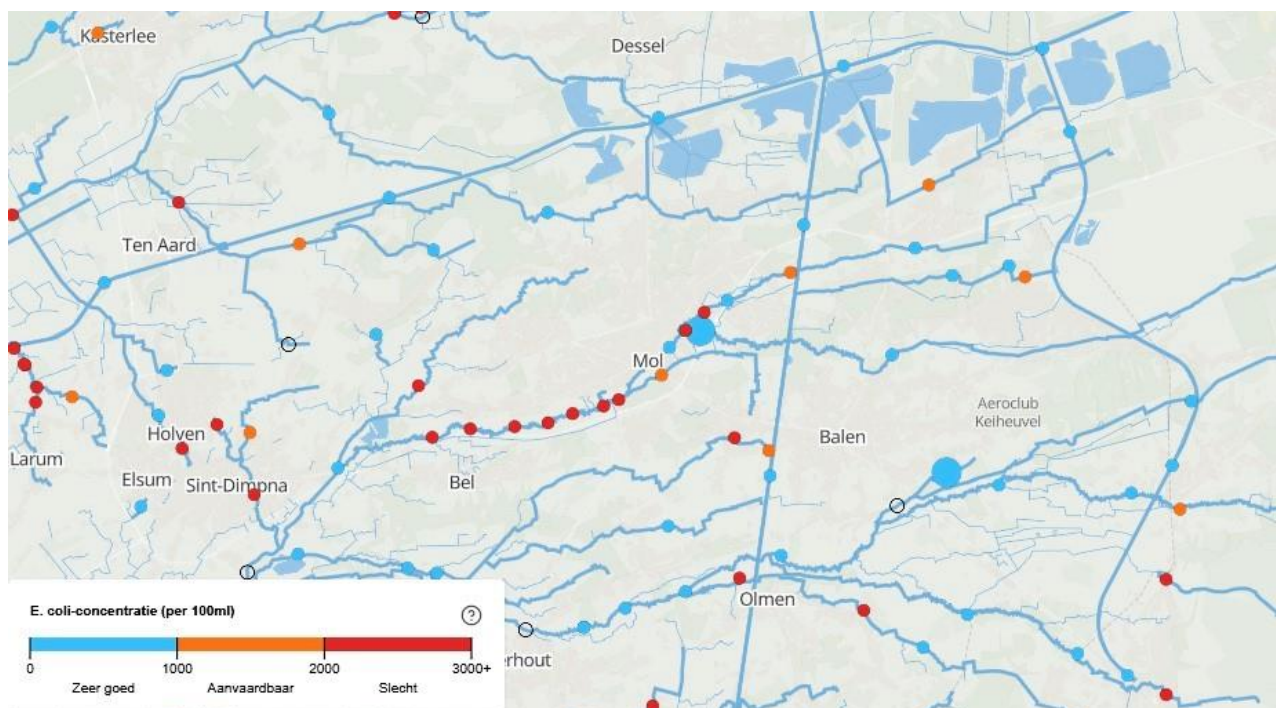 Kasterlee
Dessel
Ten Aard
Mol
Aeroclub
Keiheuvel
Holven
Balen
Larum
Elsum
Sint-Dimpna
Bel
Olmen
erhout
E. coli-concentratie (per 100ml)
?
0 1000 2000 3000+
Zeer goed Aanvaardbaar Slecht